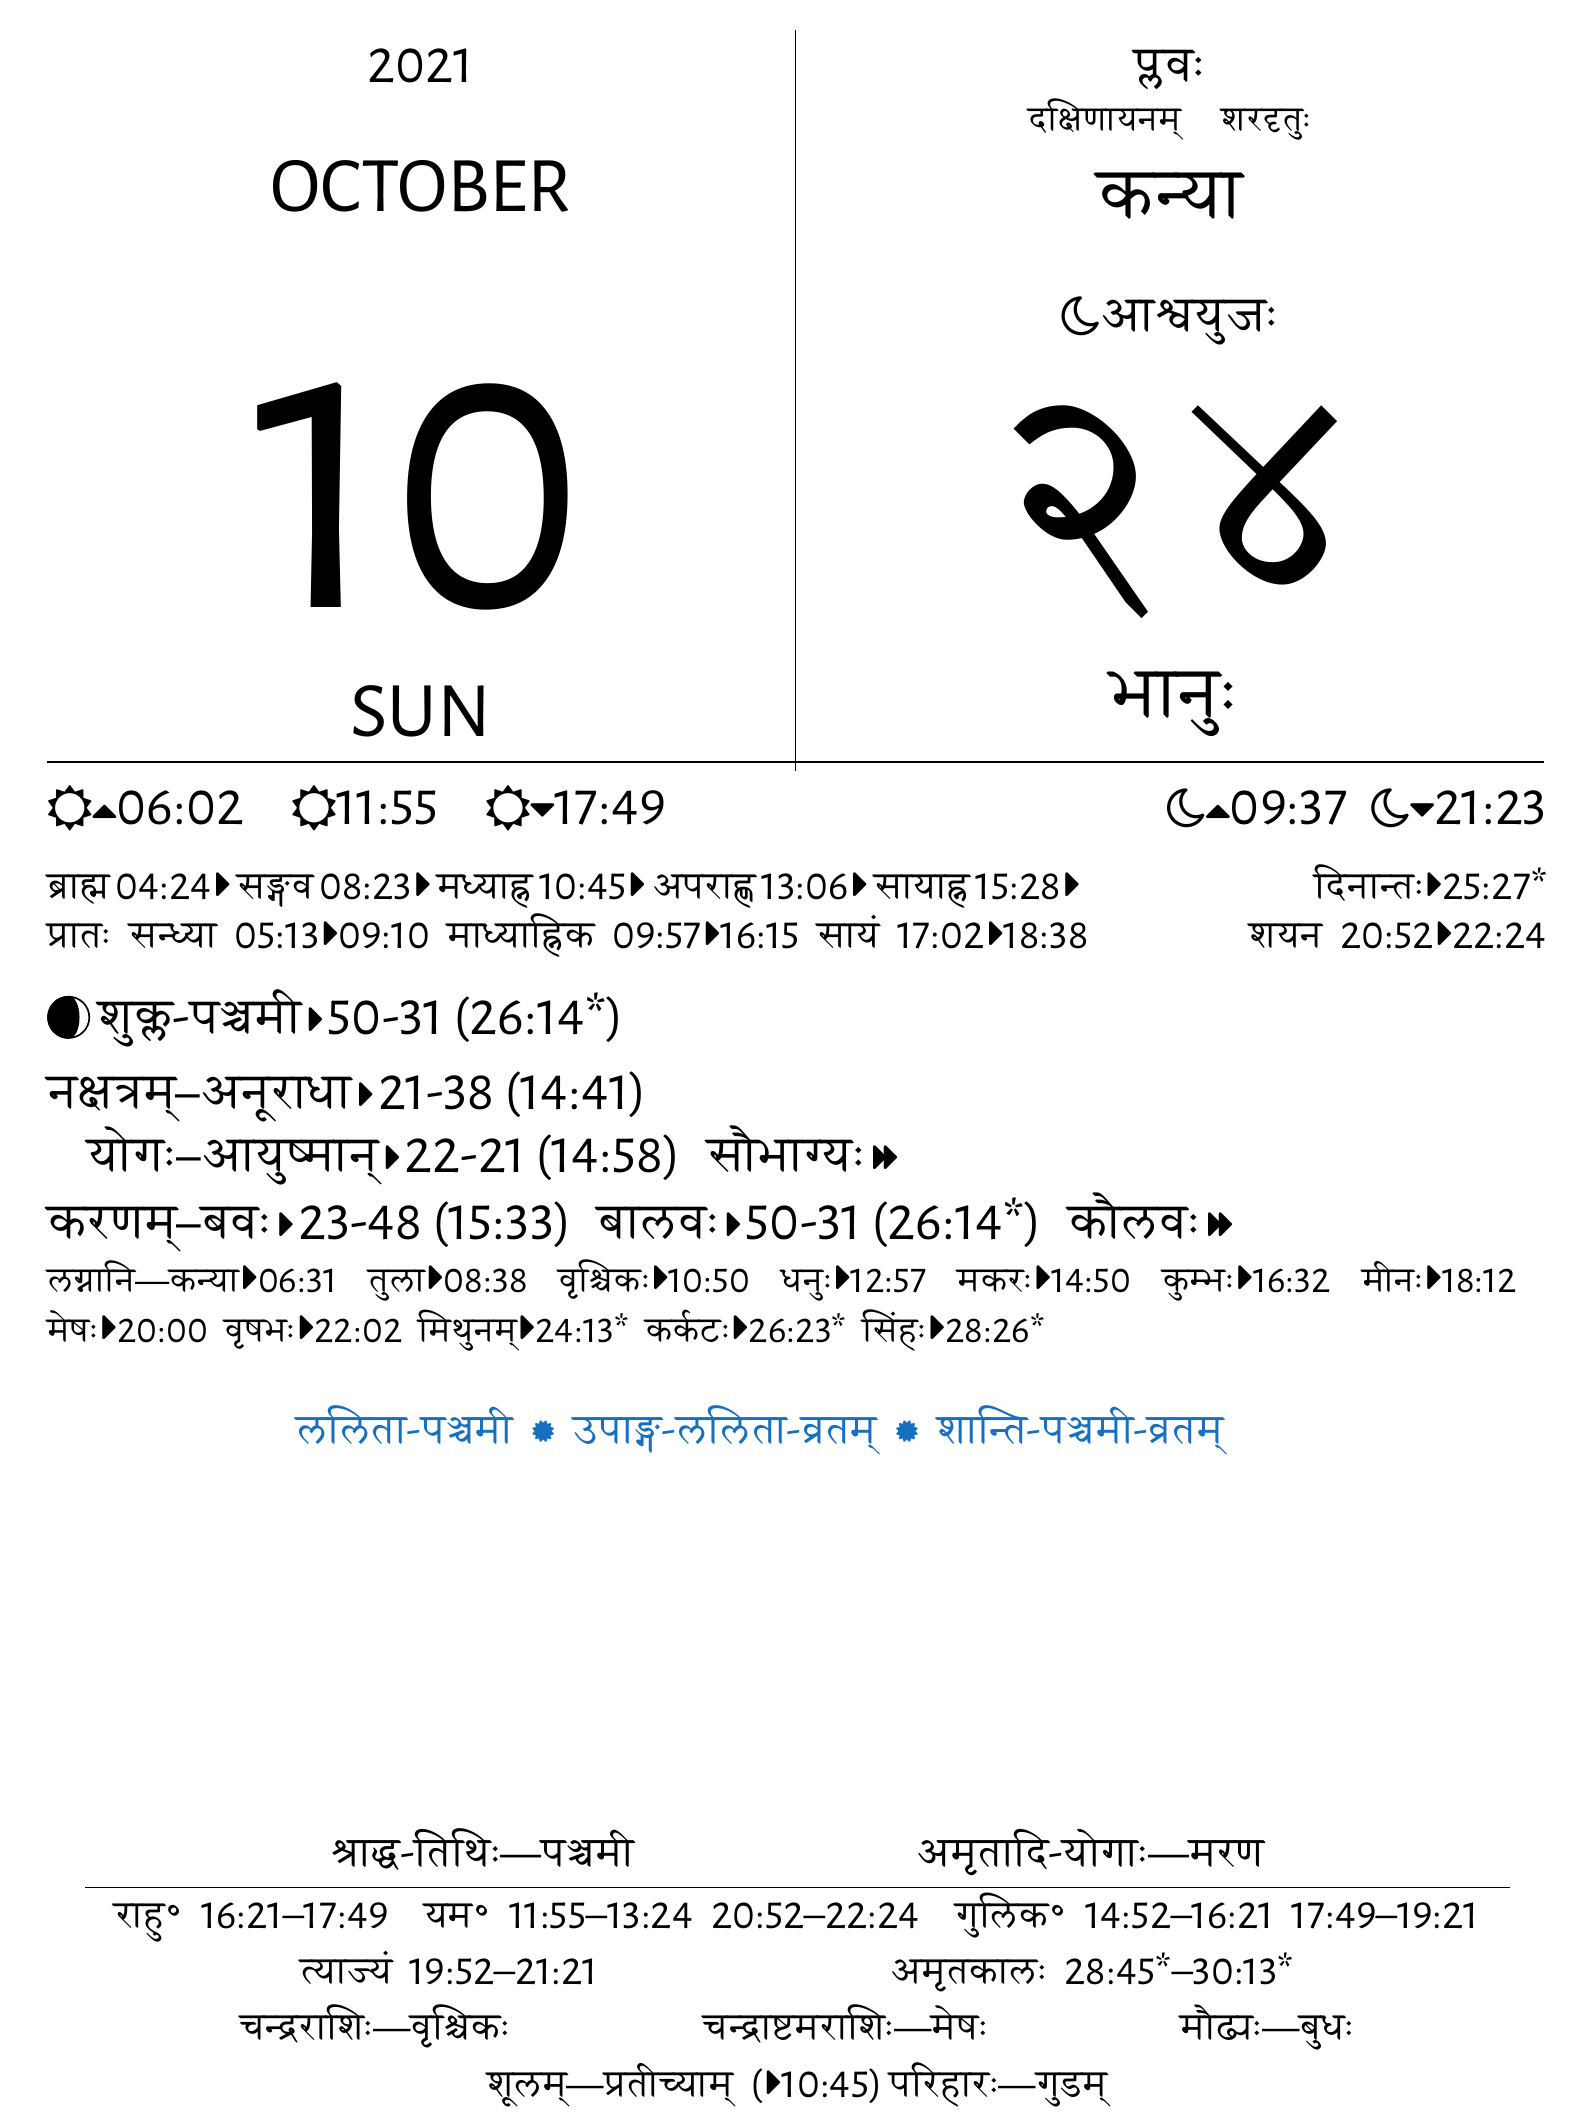 2021
OCTOBER
10
SUN
प्लवः
दक्षिणायनम् शरदृतुः
कन्या
आश्वयुजः
२४
भानुः
06:02 11:55 17:49 09:37 21:23
ब्राह्म 04:24 सङ्गव 08:23 मध्याह्न 10:45 अपराह्ण 13:06 सायाह्न 15:28 दिनान्तः 25:27*
प्रातः सन्ध्या 05:13 09:10 माध्याह्निक 09:57 16:15 सायं 17:02 18:38 शयन 20:52 22:24
शुक्ल-पञ्चमी 50-31 (26:14*)
नक्षत्रम्–अनूराधा 21-38 (14:41)
योगः–आयुष्मान् 22-21 (14:58) सौभाग्यः
करणम्–बवः 23-48 (15:33) बालवः 50-31 (26:14*) कौलवः
लग्नानि—कन्या 06:31 तुला 08:38 वृश्चिकः 10:50 धनुः 12:57 मकरः 14:50 कुम्भः 16:32 मीनः 18:12
मेषः 20:00 वृषभः 22:02 मिथुनम् 24:13* कर्कटः 26:23* सिंहः 28:26*
ललिता-पञ्चमी ✹ उपाङ्ग-ललिता-व्रतम् ✹ शान्ति-पञ्चमी-व्रतम्
श्राद्ध-तिथिः—पञ्चमी अमृतादि-योगाः—मरण
राहु॰ 16:21–17:49 यम॰ 11:55–13:24 20:52–22:24 गुलिक॰ 14:52–16:21 17:49–19:21
त्याज्यं 19:52–21:21 अमृतकालः 28:45*–30:13*
चन्द्रराशिः—वृश्चिकः चन्द्राष्टमराशिः—मेषः मौढ्यः—बुधः
शूलम्—प्रतीच्याम् (10:45) परिहारः—गुडम्